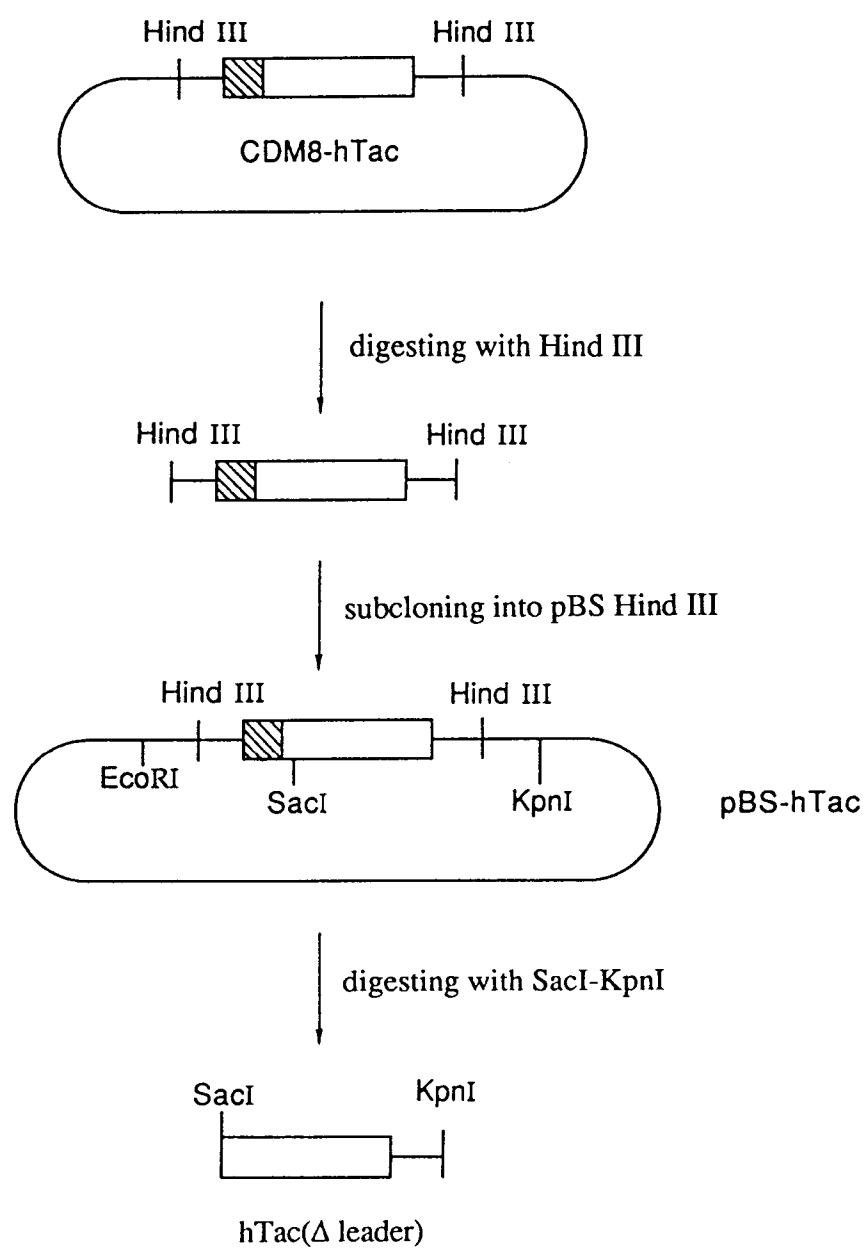 Hind III Hind III
CDM8-hTac
digesting with Hind III
Hind III Hind III
subcloning into pBS Hind III
Hind III Hind III
EcoRI SacI KpnI
pBS-hTac
digesting with SacI-KpnI
SacI KpnI
hTac(Δ leader)